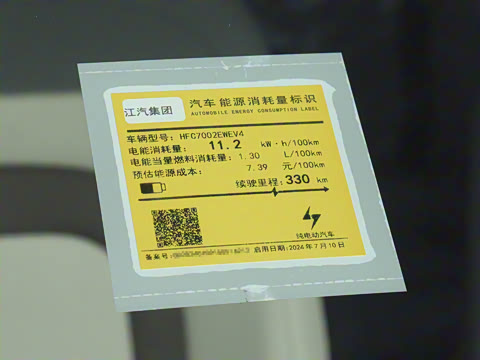 江汽集团
汽车能源消耗量标识
AUTOMOBILE ENERGY CONSUMPTION LABEL
车辆型号: HFC7002EWEV4
电能消耗量: 11.2 kW·h/100km
电能当量燃料消耗量: 1.30 L/100km
预估能源成本: 7.39 元/100km
续驶里程: 330 km
纯电动汽车
备案号: 启用日期: 2024年7月10日